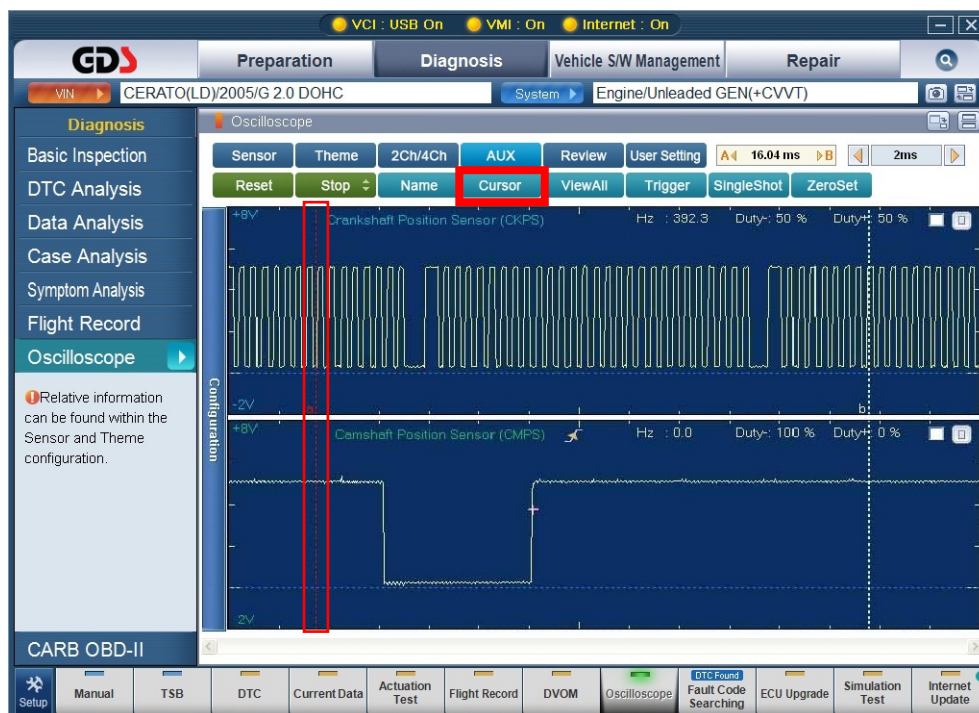 VCI : USB On VMI : On Internet : On
GDS Preparation Diagnosis Vehicle S/W Management Repair
VIN CERATO(LD)/2005/G 2.0 DOHC System Engine/Unleaded GEN(+CVVT)
Diagnosis
Basic Inspection
DTC Analysis
Data Analysis
Case Analysis
Symptom Analysis
Flight Record
Oscilloscope
Relative information
can be found within the
Sensor and Theme
configuration.
CARB OBD-II
Oscilloscope
Sensor Theme 2Ch/4Ch AUX Review User Setting A 16.04 ms B 2ms
Reset Stop Name Cursor ViewAll Trigger SingleShot ZeroSet
Configuration
+8V Crankshaft Position Sensor (CKPS) Hz : 392.3 Duty-: 50 % Duty+: 50 %
-2V a b
+8V Camshaft Position Sensor (CMPS) Hz : 0.0 Duty-: 100 % Duty+: 0 %
2V
Setup
Manual
TSB
DTC
Current Data
Actuation
Test
Flight Record
DVOM
Oscilloscope
DTC Found
Fault Code
Searching
ECU Upgrade
Simulation
Test
Internet
Update